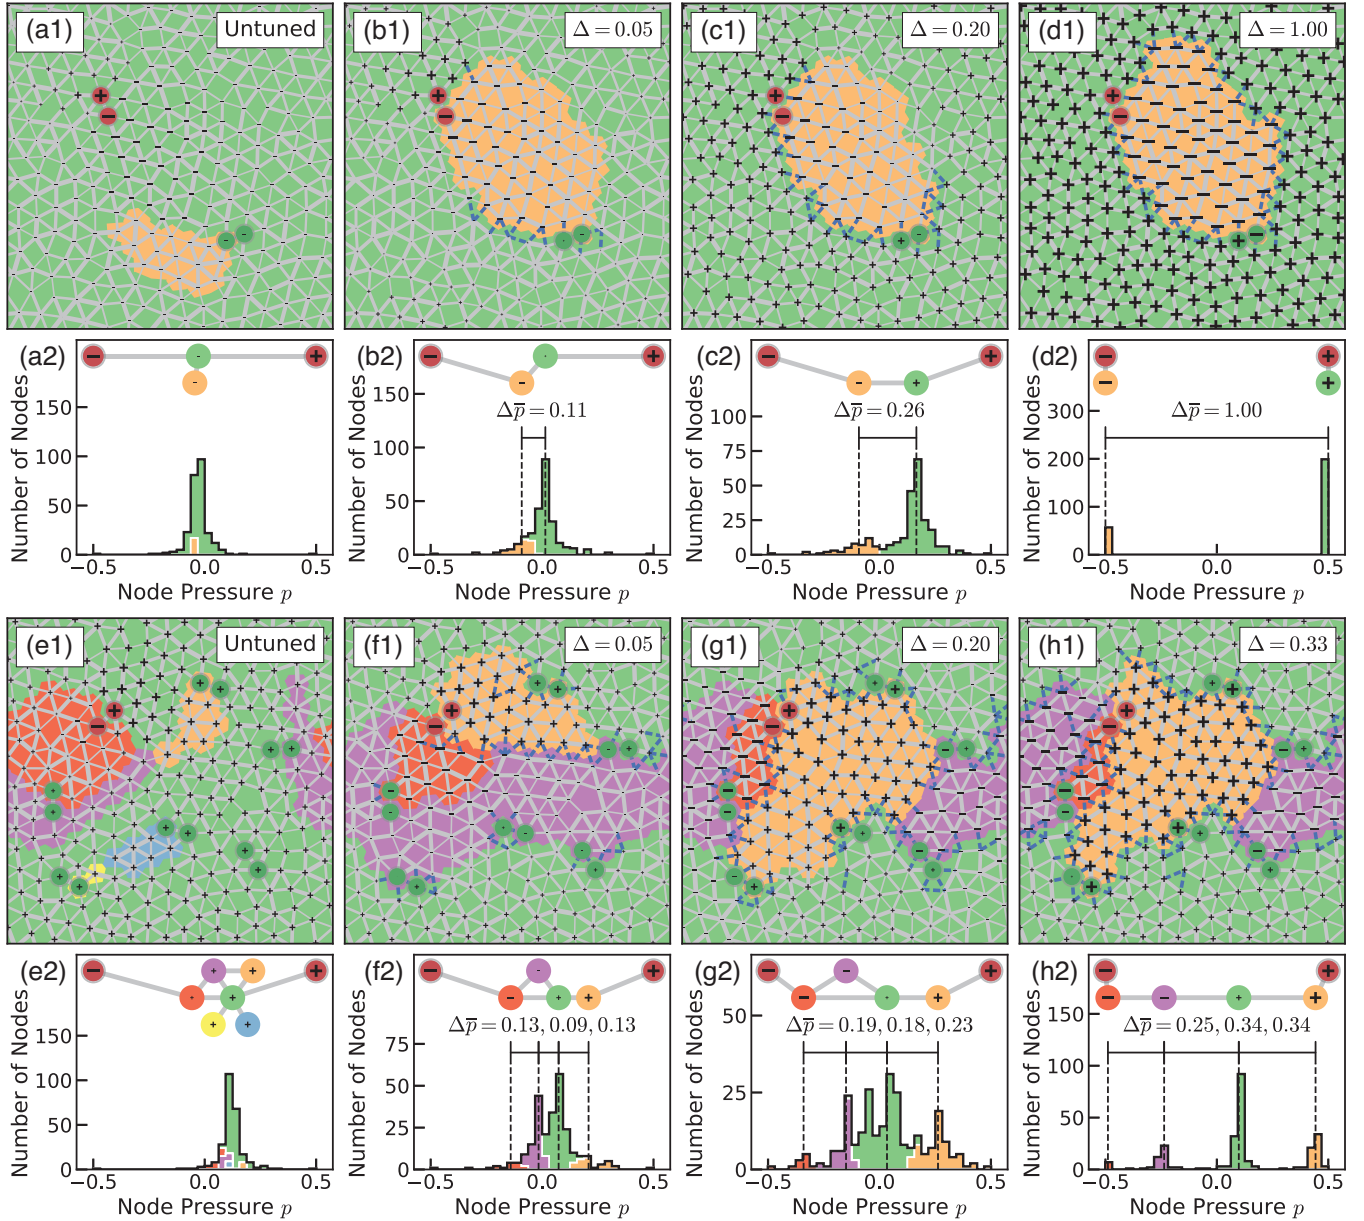 (a1) Untuned
(b1) Δ = 0.05
(c1) Δ = 0.20
(d1) Δ = 1.00
(a2)
Number of Nodes
150
100
50
0
−0.5 0.0 0.5
Node Pressure p
(b2)
Δp̅ = 0.11
Number of Nodes
150
100
50
0
−0.5 0.0 0.5
Node Pressure p
(c2)
Δp̅ = 0.26
Number of Nodes
100
75
50
25
0
−0.5 0.0 0.5
Node Pressure p
(d2)
Δp̅ = 1.00
Number of Nodes
300
200
100
0
−0.5 0.0 0.5
Node Pressure p
(e1) Untuned
(f1) Δ = 0.05
(g1) Δ = 0.20
(h1) Δ = 0.33
(e2)
Number of Nodes
150
100
50
0
−0.5 0.0 0.5
Node Pressure p
(f2)
Δp̅ = 0.13, 0.09, 0.13
Number of Nodes
75
50
25
0
−0.5 0.0 0.5
Node Pressure p
(g2)
Δp̅ = 0.19, 0.18, 0.23
Number of Nodes
50
25
0
−0.5 0.0 0.5
Node Pressure p
(h2)
Δp̅ = 0.25, 0.34, 0.34
Number of Nodes
150
100
50
0
−0.5 0.0 0.5
Node Pressure p